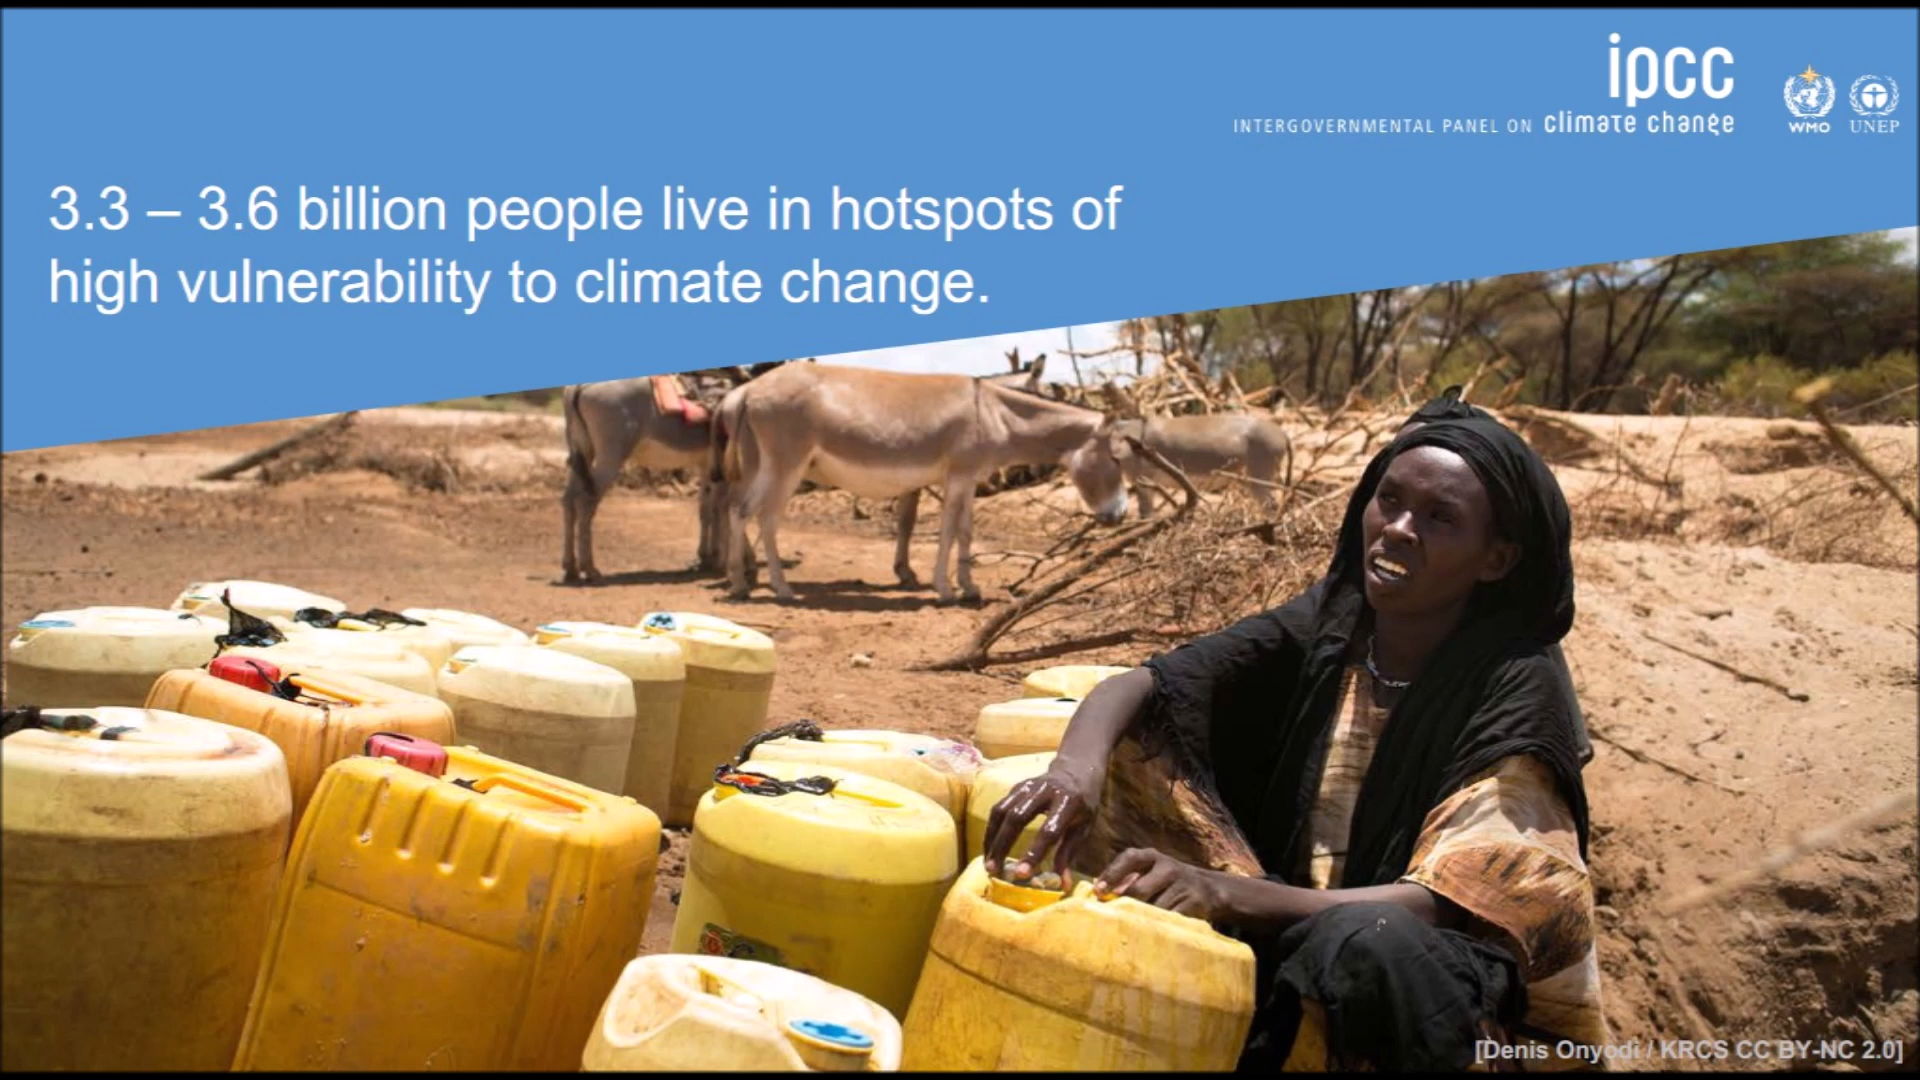 ipcc
INTERGOVERNMENTAL PANEL ON climate change
WMO UNEP
3.3 – 3.6 billion people live in hotspots of
high vulnerability to climate change.
[Denis Onyodi / KRCS CC BY-NC 2.0]